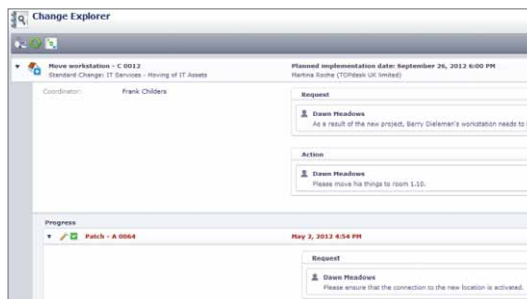 Change Explorer
Move workstation - C 0012
Planned implementation date: September 26, 2012 6:00 PM
Standard Change: IT Services - Moving of IT Assets
Martina Roche (TOPdesk UK limited)
Coordinator: Frank Childers
Request
Dawn Meadows
As a result of the new project, Barry Dieleman's workstation needs to
Action
Dawn Meadows
Please move his things to room 1.10.
Progress
Patch - A 0064
May 2, 2012 4:54 PM
Request
Dawn Meadows
Please ensure that the connection to the new location is activated.